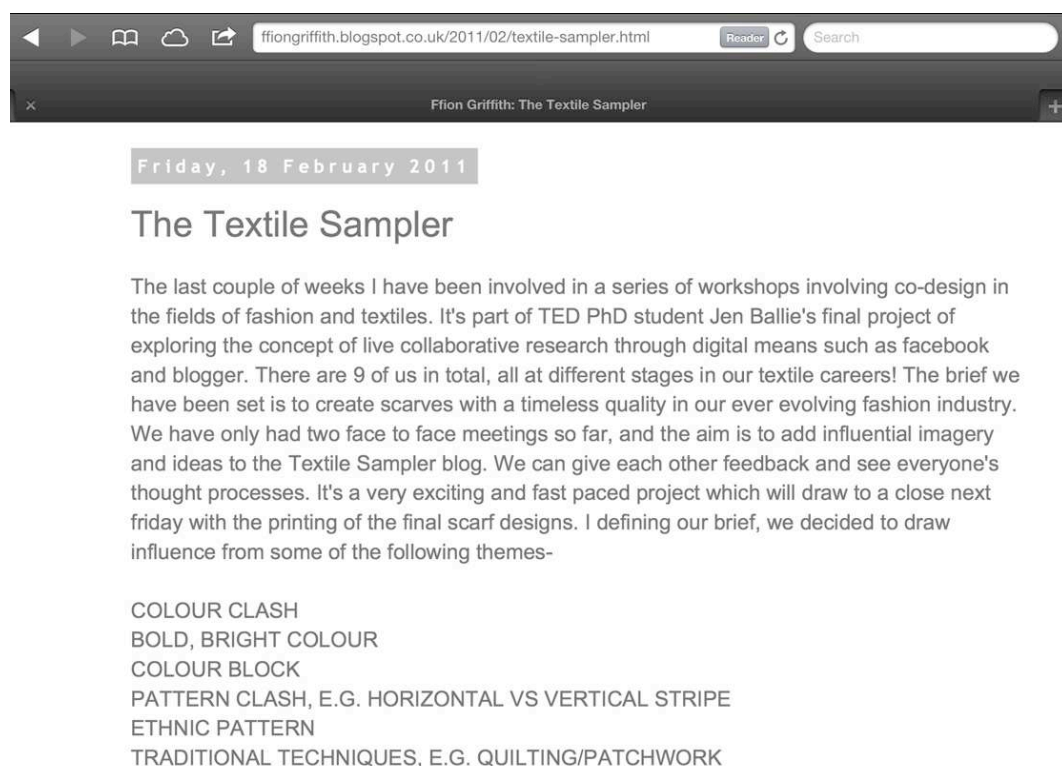 ffiongriffith.blogspot.co.uk/2011/02/textile-sampler.html Reader Search
Ffion Griffith: The Textile Sampler
Friday, 18 February 2011
The Textile Sampler
The last couple of weeks I have been involved in a series of workshops involving co-design in
the fields of fashion and textiles. It's part of TED PhD student Jen Ballie's final project of
exploring the concept of live collaborative research through digital means such as facebook
and blogger. There are 9 of us in total, all at different stages in our textile careers! The brief we
have been set is to create scarves with a timeless quality in our ever evolving fashion industry.
We have only had two face to face meetings so far, and the aim is to add influential imagery
and ideas to the Textile Sampler blog. We can give each other feedback and see everyone's
thought processes. It's a very exciting and fast paced project which will draw to a close next
friday with the printing of the final scarf designs. I defining our brief, we decided to draw
influence from some of the following themes-
COLOUR CLASH
BOLD, BRIGHT COLOUR
COLOUR BLOCK
PATTERN CLASH, E.G. HORIZONTAL VS VERTICAL STRIPE
ETHNIC PATTERN
TRADITIONAL TECHNIQUES, E.G. QUILTING/PATCHWORK